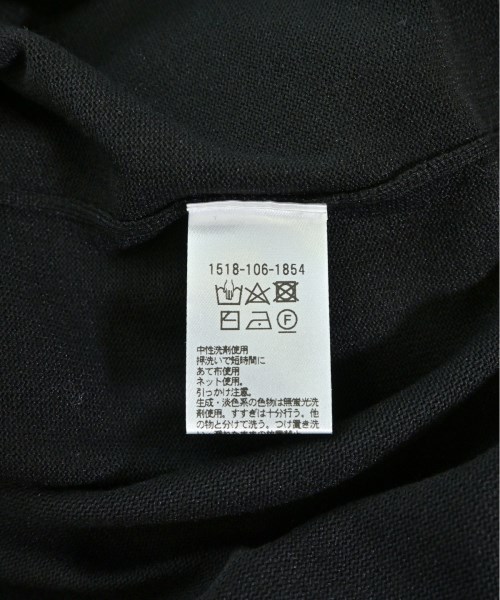 1518-106-1854
F
中性洗剤使用
押洗いで短時間に
あて布使用
ネット使用。
引っかけ注意。
生成・淡色系の色物は無蛍光洗
剤使用。すすぎは十分行う。他
の物と分けて洗う。つけ置き洗